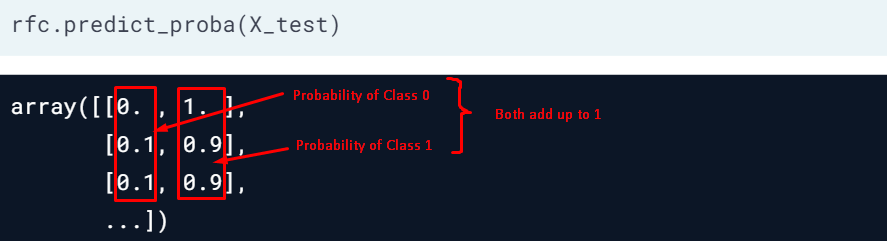 rfc.predict_proba(X_test)
array([[0. , 1. ],
[0.1, 0.9],
[0.1, 0.9],
...])
Probability of Class 0
Probability of Class 1
Both add up to 1